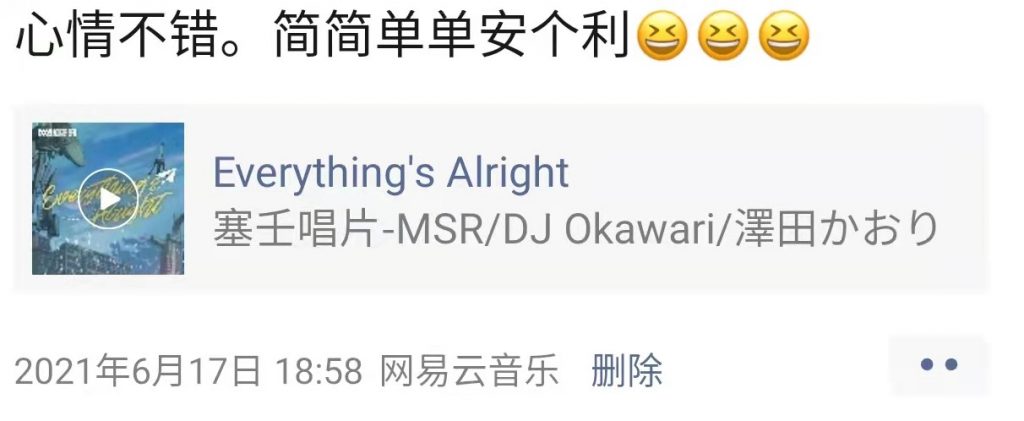 心情不错。简简单单安个利😆😆😆
Everything's Alright
Everything's Alright
塞壬唱片-MSR/DJ Okawari/澤田かおり
2021年6月17日 18:58 网易云音乐 删除